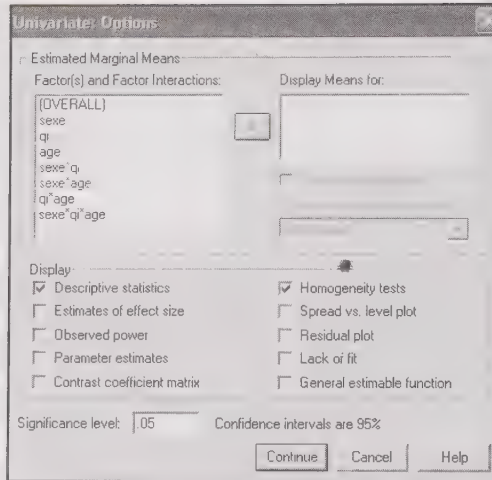 Univariate: Options
Estimated Marginal Means
Factor(s) and Factor Interactions:
(OVERALL)
sexe
qi
age
sexe*qi
sexe*age
qi*age
sexe*qi*age
Display Means for:
Display
Descriptive statistics
Estimates of effect size
Observed power
Parameter estimates
Contrast coefficient matrix
Homogeneity tests
Spread vs. level plot
Residual plot
Lack of fit
General estimable function
Significance level: .05
Confidence intervals are 95%
Continue
Cancel
Help